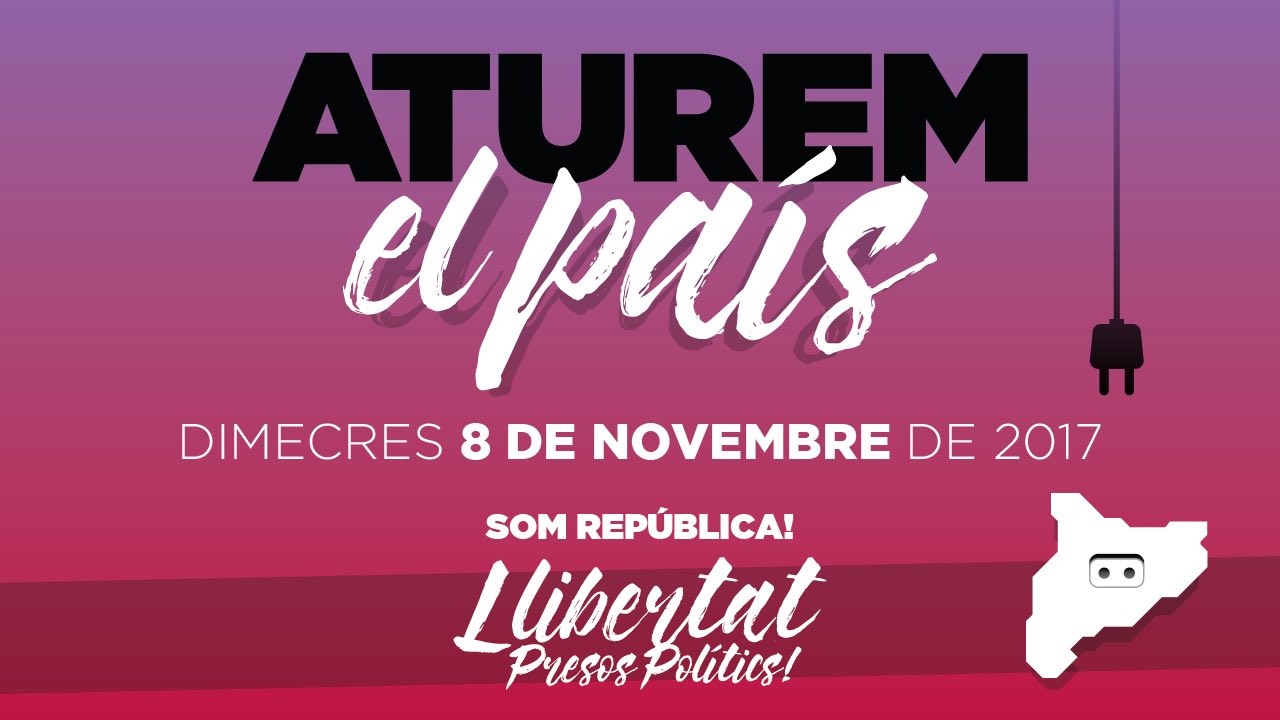 ATUREM
el país
DIMECRES 8 DE NOVEMBRE DE 2017
SOM REPÚBLICA!
Llibertat
Presos Polítics!